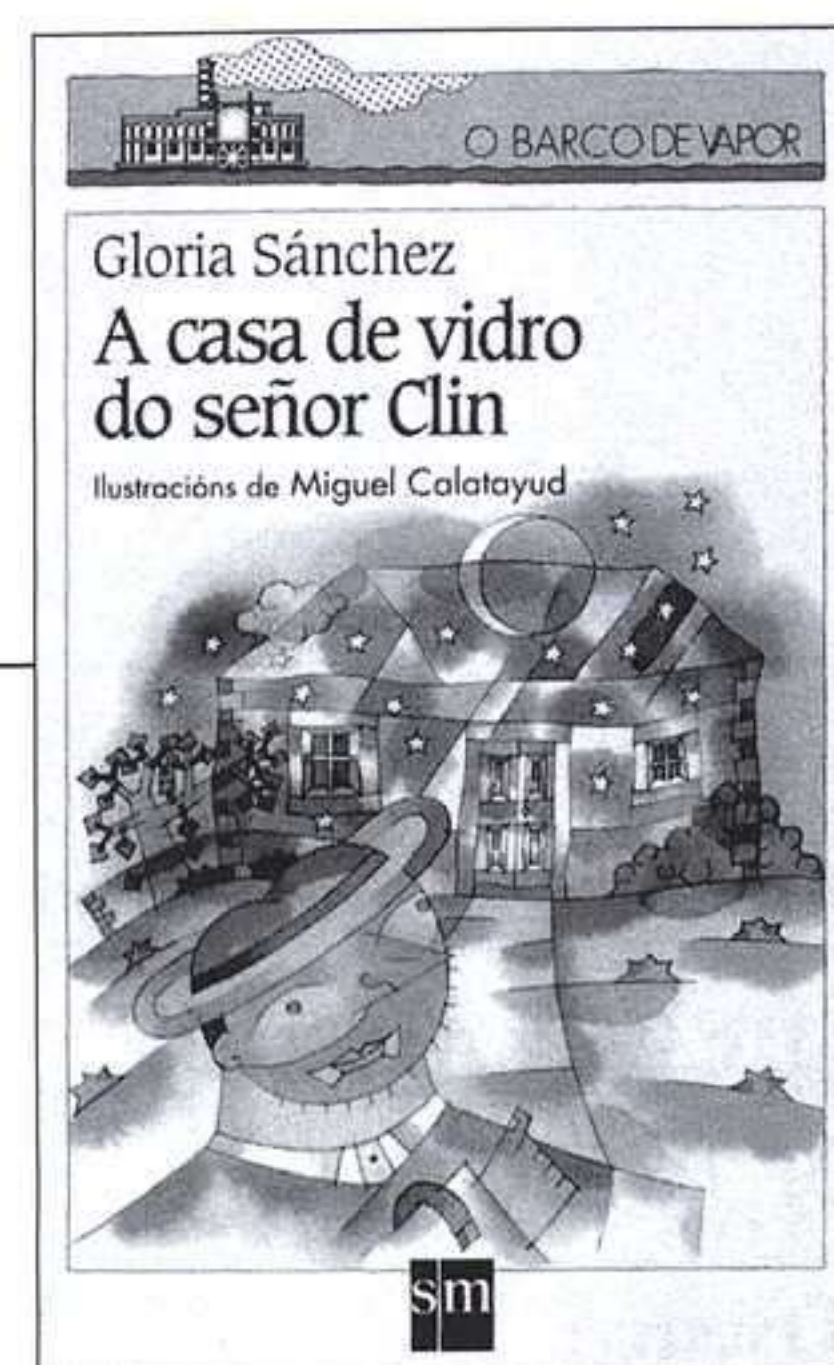 O BARCO DE VAPOR
Gloria Sánchez
A casa de vidro
do señor Clin
Ilustracións de Miguel Calatayud
sm